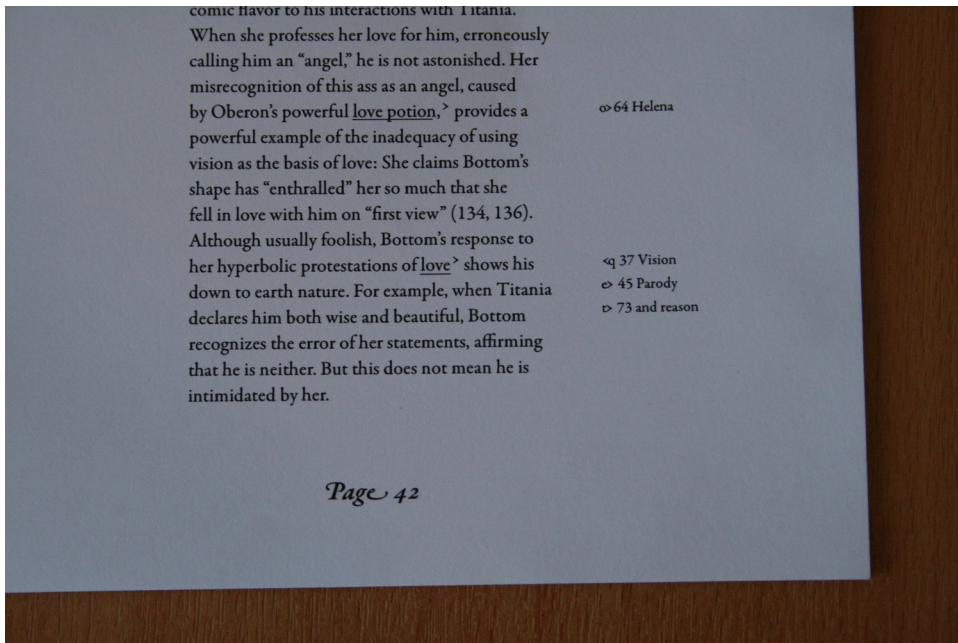 comic flavor to his interactions with Titania.
When she professes her love for him, erroneously
calling him an “angel,” he is not astonished. Her
misrecognition of this ass as an angel, caused
by Oberon’s powerful love potion,> provides a
powerful example of the inadequacy of using
vision as the basis of love: She claims Bottom’s
shape has “enthralled” her so much that she
fell in love with him on “first view” (134, 136).
Although usually foolish, Bottom’s response to
her hyperbolic protestations of love> shows his
down to earth nature. For example, when Titania
declares him both wise and beautiful, Bottom
recognizes the error of her statements, affirming
that he is neither. But this does not mean he is
intimidated by her.
64 Helena
37 Vision
45 Parody
73 and reason
Page 42